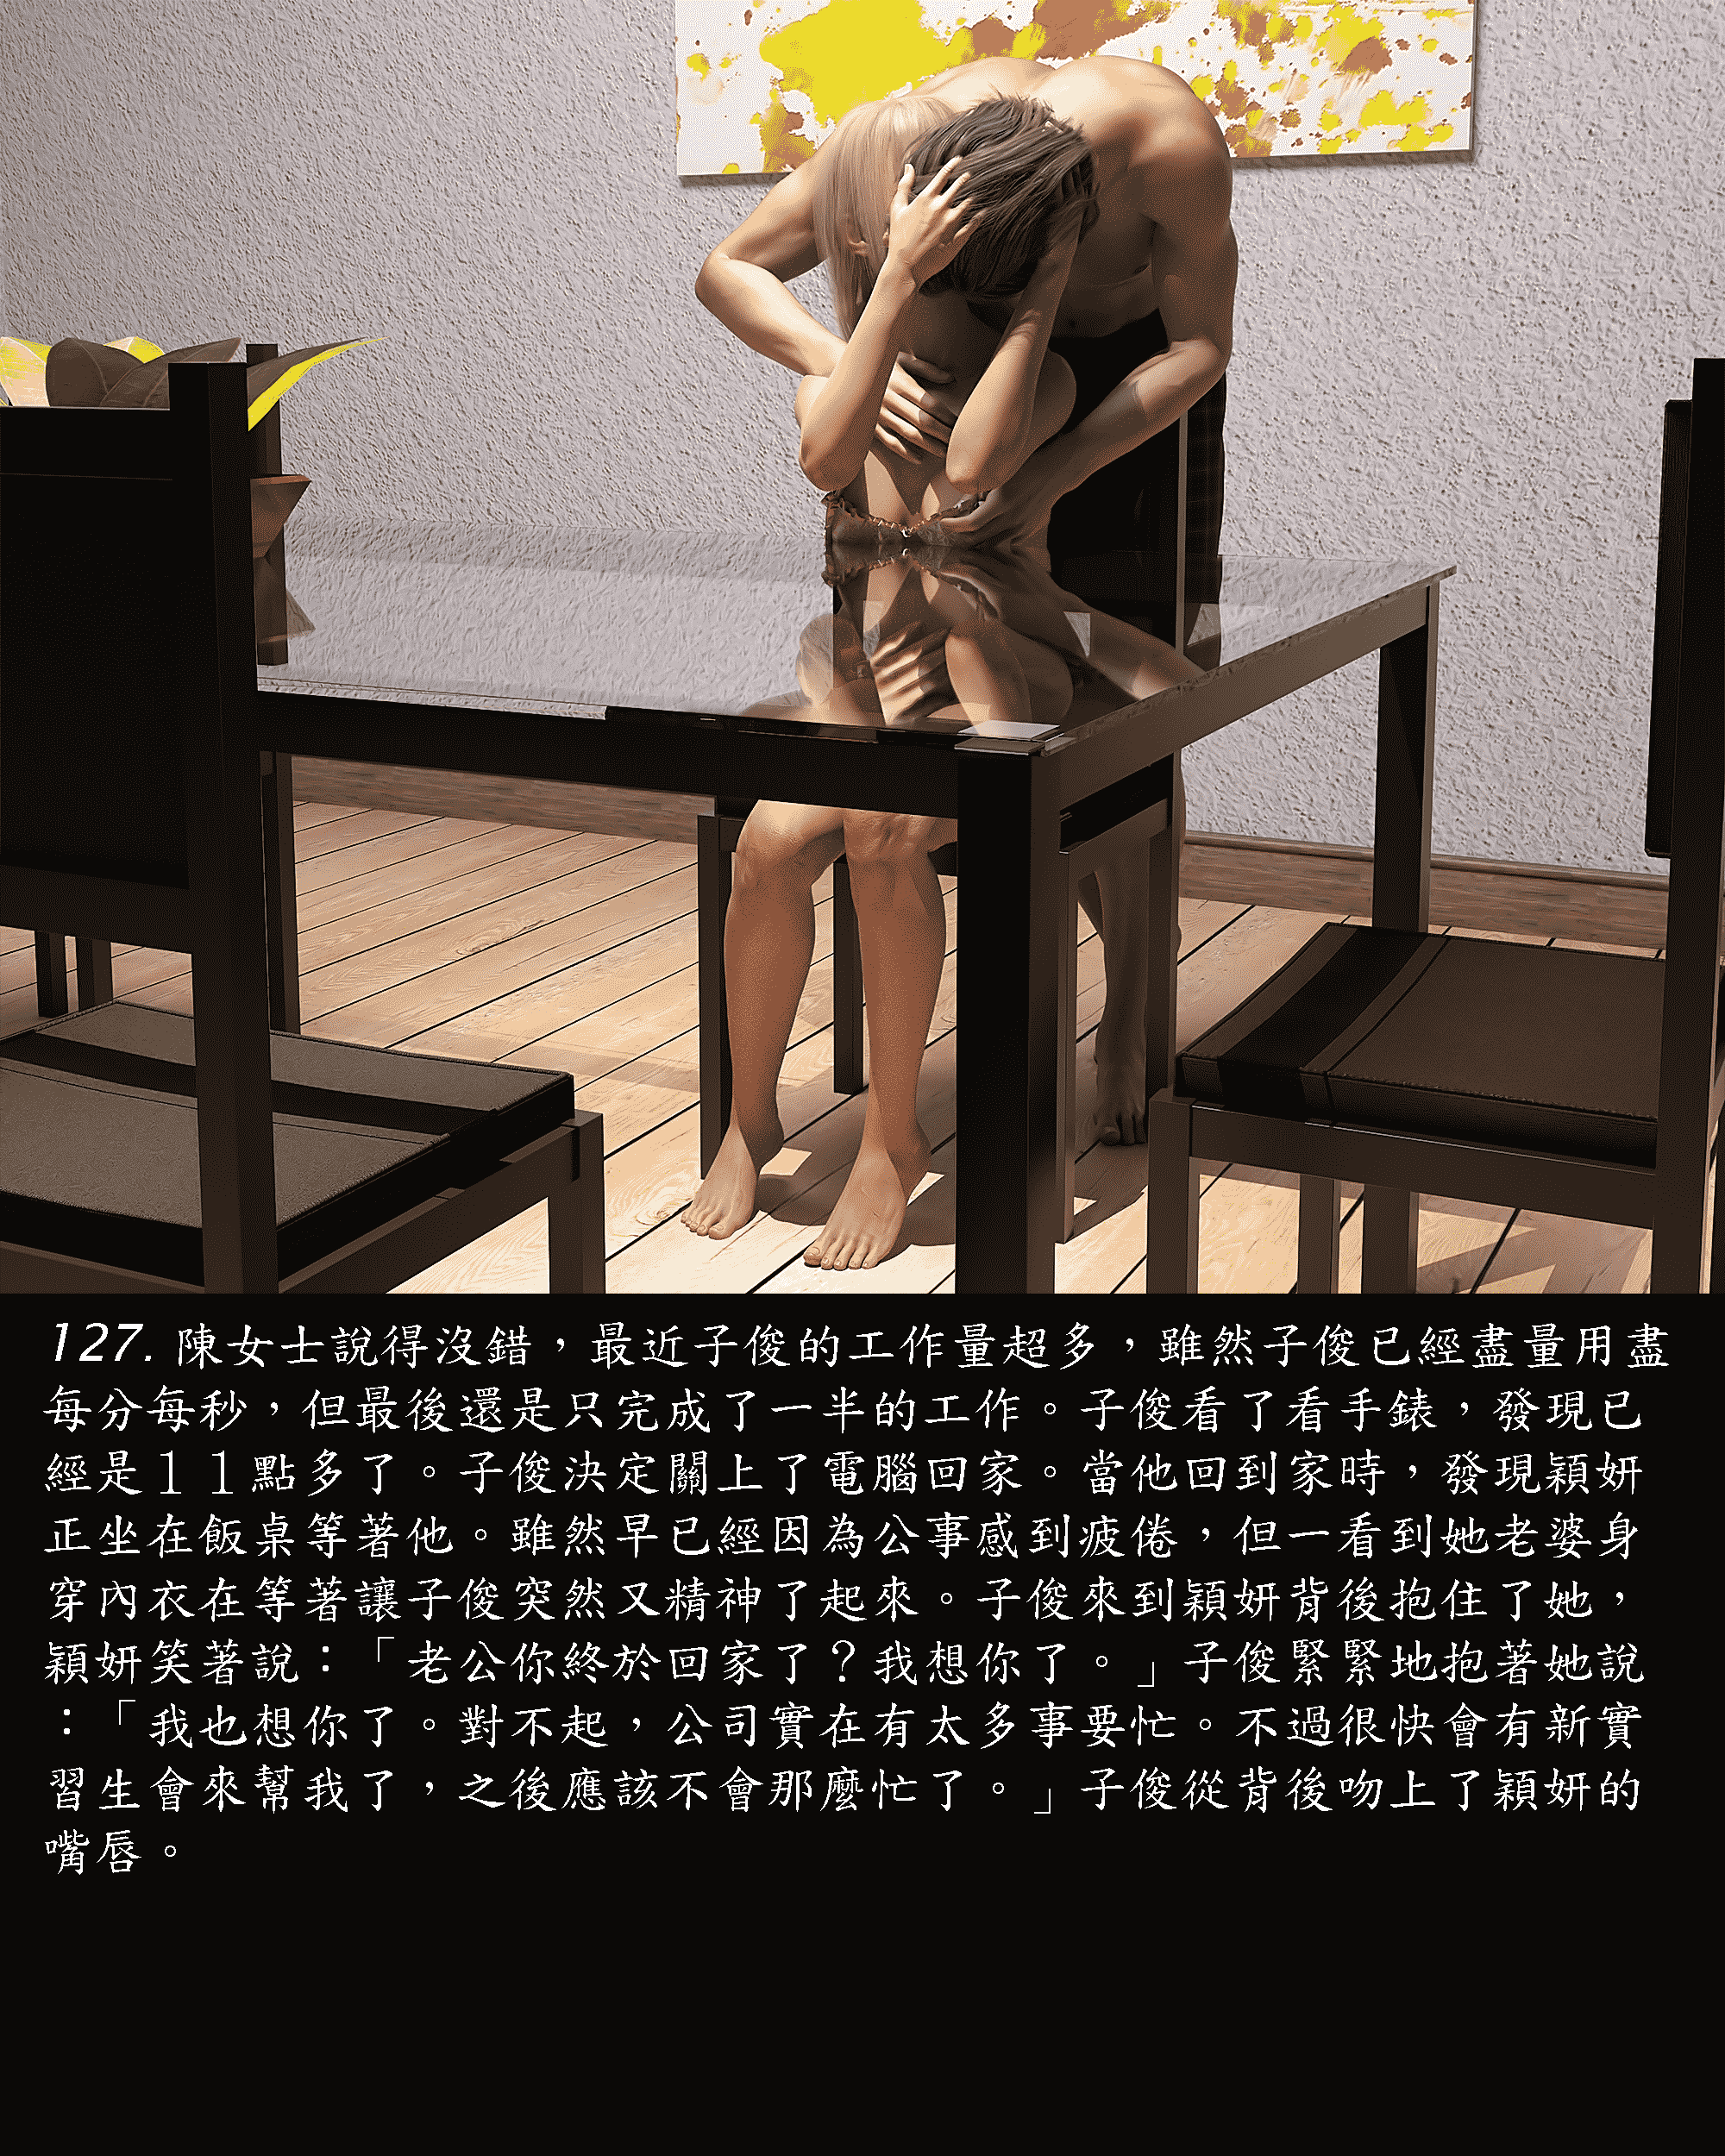 127. 陳女士說得沒錯，最近子俊的工作量超多，雖然子俊已經盡量用盡
每分每秒，但最後還是只完成了一半的工作。子俊看了看手錶，發現已
經是１１點多了。子俊決定關上了電腦回家。當他回到家時，發現穎妍
正坐在飯桌等著他。雖然早已經因為公事感到疲倦，但一看到她老婆身
穿內衣在等著讓子俊突然又精神了起來。子俊來到穎妍背後抱住了她，
穎妍笑著說：「老公你終於回家了？我想你了。」子俊緊緊地抱著她說
：「我也想你了。對不起，公司實在有太多事要忙。不過很快會有新實
習生會來幫我了，之後應該不會那麼忙了。」子俊從背後吻上了穎妍的
嘴唇。